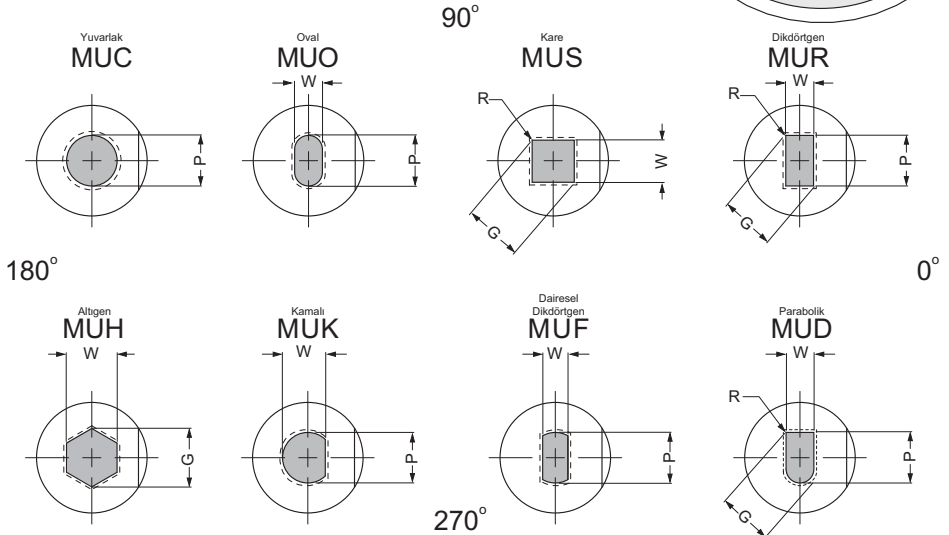 90°
Yuvarlak
MUC
P
Oval
MUO
W
P
Kare
MUS
R
W
G
Dikdörtgen
MUR
W
R
P
G
180°
0°
Altıgen
MUH
W
G
Kamalı
MUK
W
P
Dairesel
Dikdörtgen
MUF
W
P
Parabolik
MUD
W
R
P
G
270°